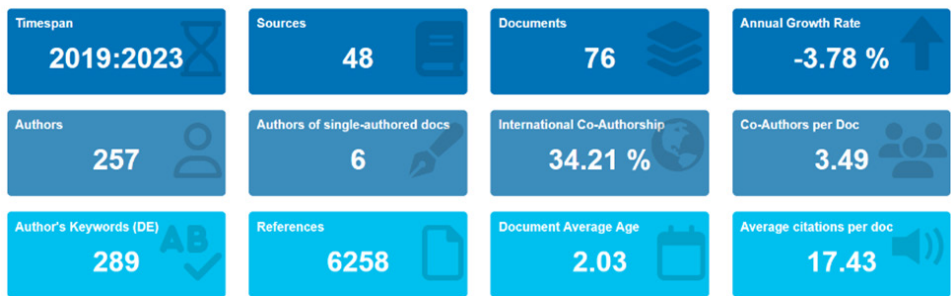 Timespan
2019:2023
Sources
48
Documents
76
Annual Growth Rate
-3.78 %
Authors
257
Authors of single-authored docs
6
International Co-Authorship
34.21 %
Co-Authors per Doc
3.49
Author's Keywords (DE)
289
AB
References
6258
Document Average Age
2.03
Average citations per doc
17.43